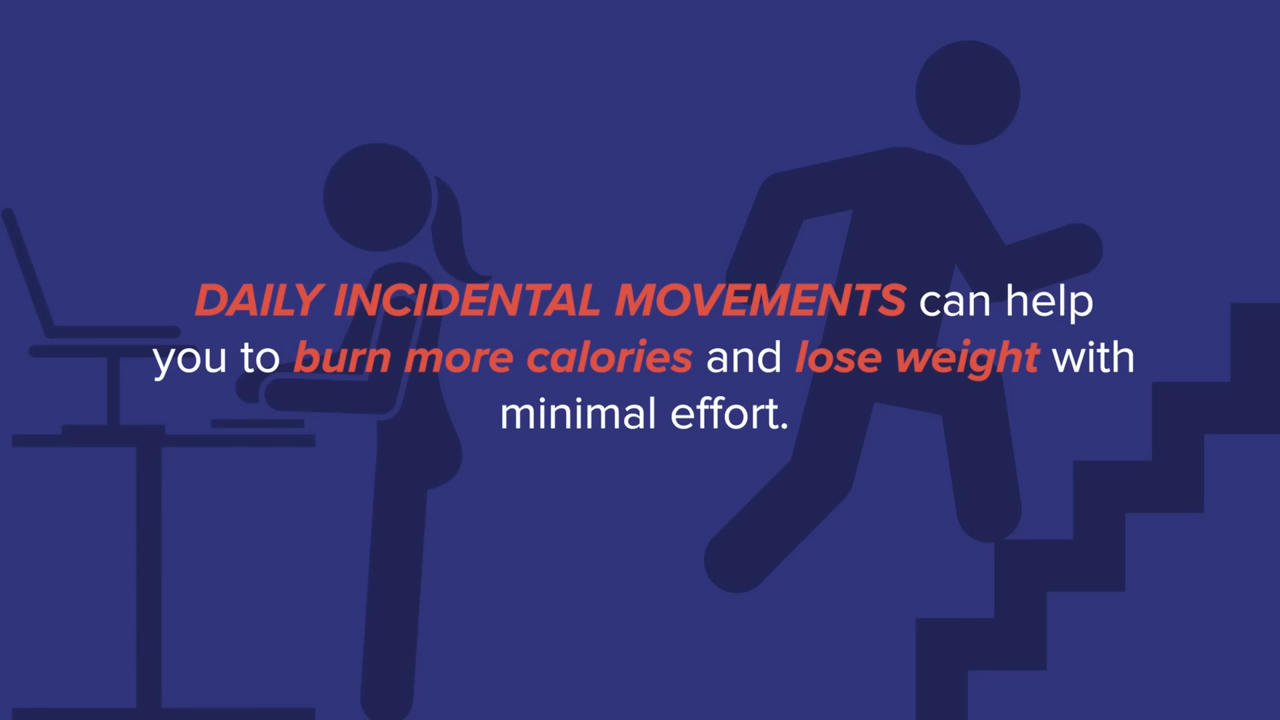 DAILY INCIDENTAL MOVEMENTS can help
you to burn more calories and lose weight with
minimal effort.